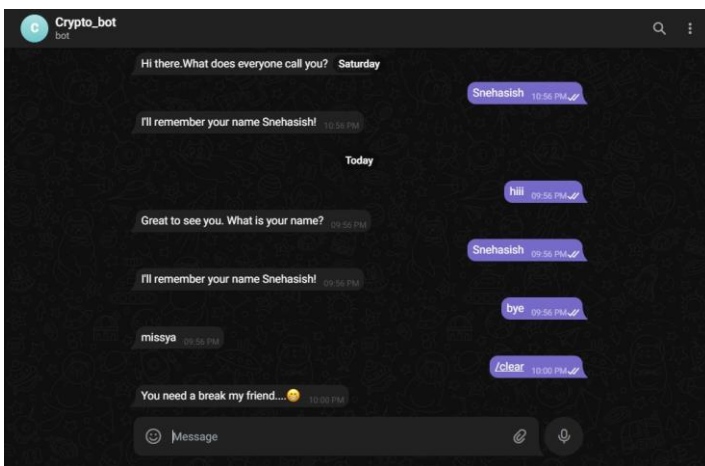 C
Crypto_bot
bot
Hi there.What does everyone call you? Saturday
Snehasish 10:56 PM
I'll remember your name Snehasish! 10:56 PM
Today
hiii 09:56 PM
Great to see you. What is your name? 09:56 PM
Snehasish 09:56 PM
I'll remember your name Snehasish! 09:56 PM
bye 09:56 PM
missya 09:56 PM
/clear 10:00 PM
You need a break my friend....🤭 10:00 PM
Message